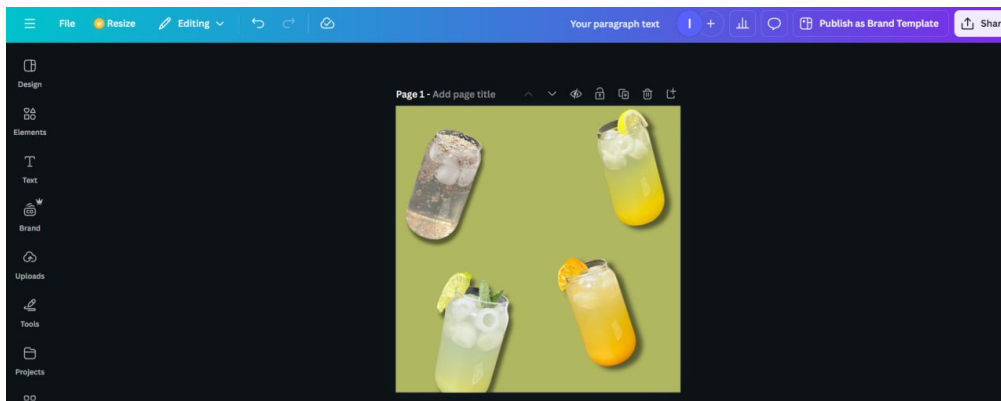 File Resize Editing Your paragraph text Publish as Brand Template
Design
Page 1 - Add page title
Elements
Text
Brand
Uploads
Tools
Projects